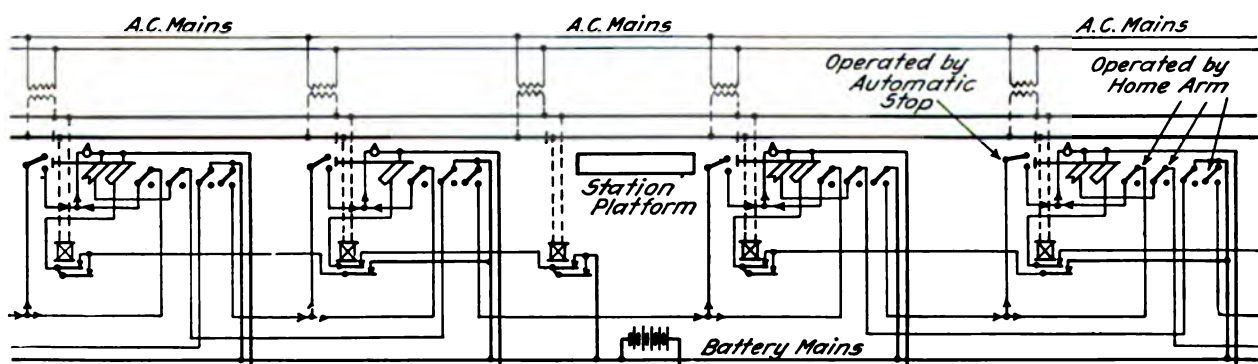 A.C. Mains
A.C. Mains
A.C. Mains
Operated by
Automatic
Stop
Operated by
Home Arm
Station
Platform
Battery Mains